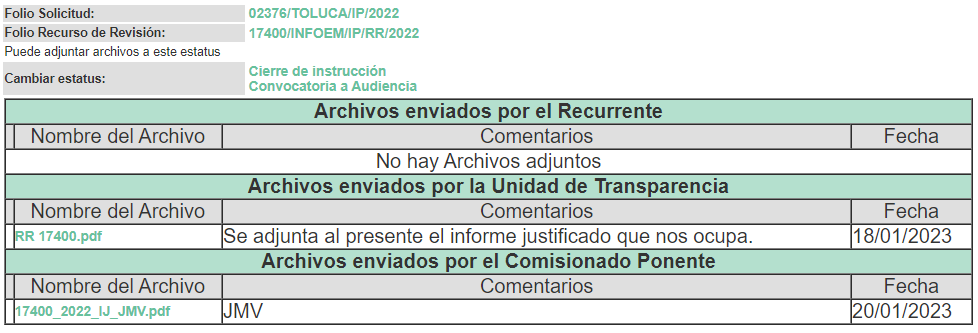 Folio Solicitud: 02376/TOLUCA/IP/2022
Folio Recurso de Revisión: 17400/INFOEM/IP/RR/2022
Puede adjuntar archivos a este estatus
Cambiar estatus: Cierre de instrucción
Convocatoria a Audiencia
Archivos enviados por el Recurrente
Nombre del Archivo Comentarios Fecha
No hay Archivos adjuntos
Archivos enviados por la Unidad de Transparencia
Nombre del Archivo Comentarios Fecha
RR 17400.pdf Se adjunta al presente el informe justificado que nos ocupa. 18/01/2023
Archivos enviados por el Comisionado Ponente
Nombre del Archivo Comentarios Fecha
17400_2022_IJ_JMV.pdf JMV 20/01/2023